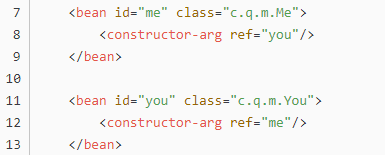 7 <bean id="me" class="c.q.m.Me">
8 <constructor-arg ref="you"/>
9 </bean>
10
11 <bean id="you" class="c.q.m.You">
12 <constructor-arg ref="me"/>
13 </bean>